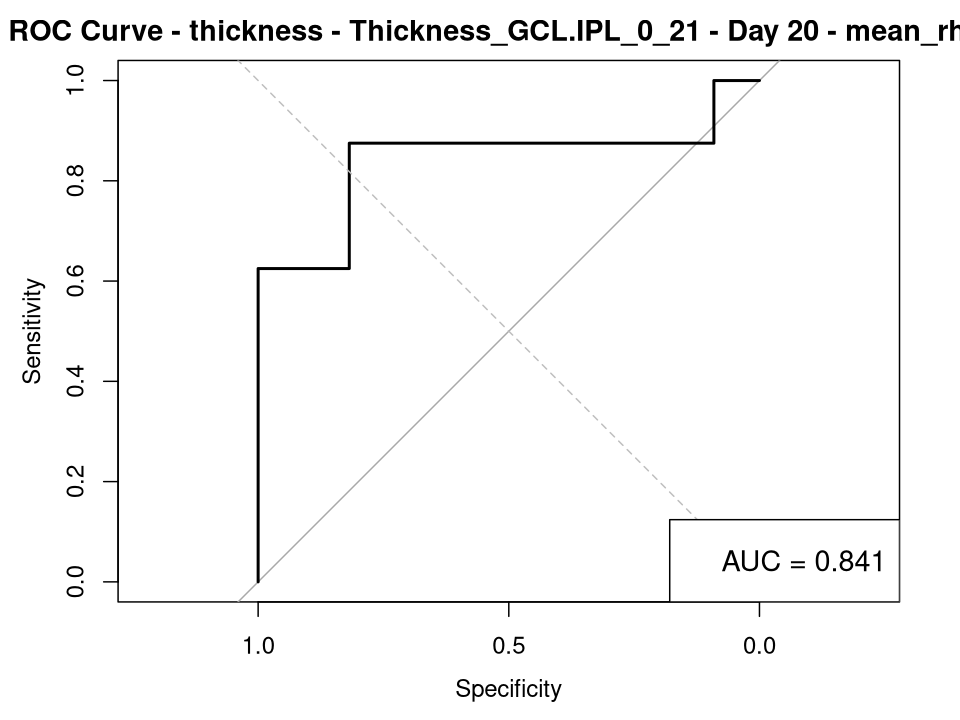 ROC Curve - thickness - Thickness_GCL.IPL_0_21 - Day 20 - mean_rh
1.0
0.8
0.6
0.4
0.2
0.0
Sensitivity
AUC = 0.841
1.0 0.5 0.0
Specificity